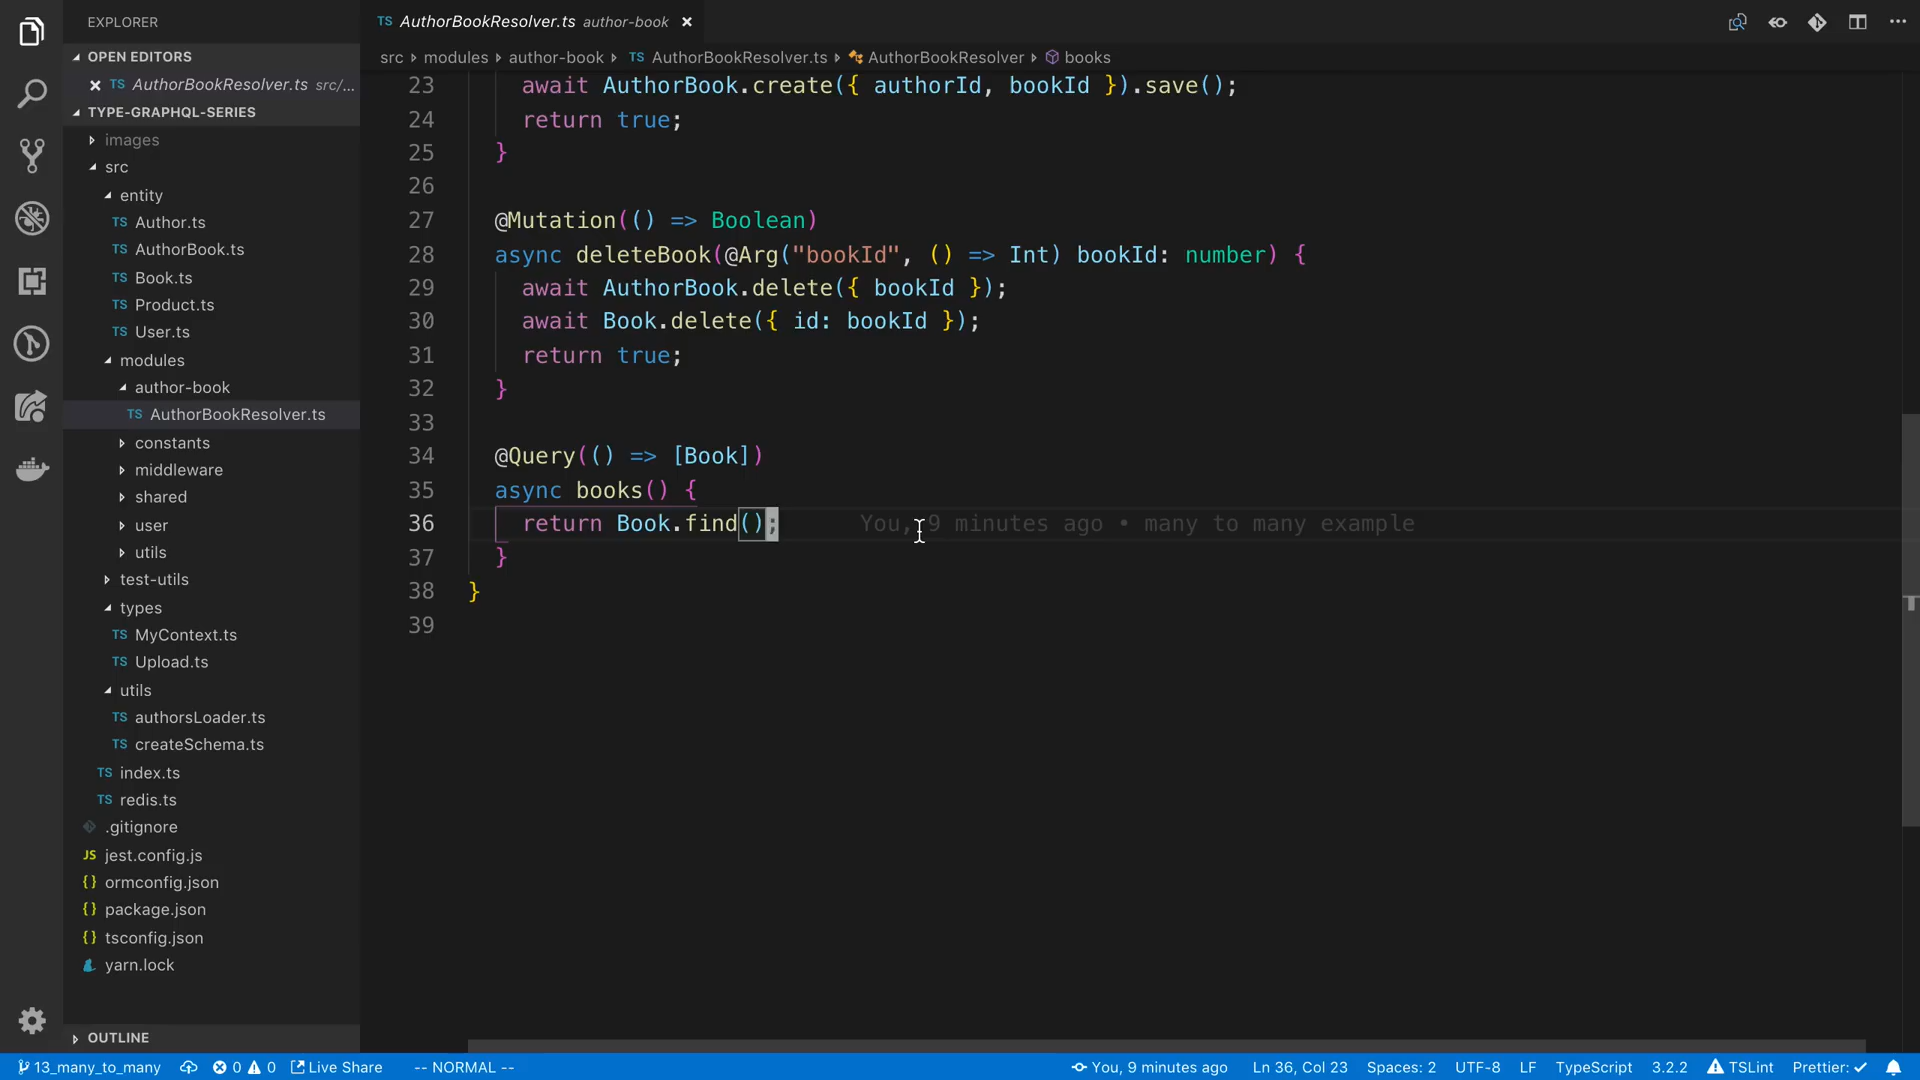 EXPLORER
OPEN EDITORS
TS AuthorBookResolver.ts src/...
TYPE-GRAPHQL-SERIES
images
src
entity
TS Author.ts
TS AuthorBook.ts
TS Book.ts
TS Product.ts
TS User.ts
modules
author-book
TS AuthorBookResolver.ts
constants
middleware
shared
user
utils
test-utils
types
TS MyContext.ts
TS Upload.ts
utils
TS authorsLoader.ts
TS createSchema.ts
TS index.ts
TS redis.ts
.gitignore
JS jest.config.js
{} ormconfig.json
{} package.json
{} tsconfig.json
yarn.lock
OUTLINE
TS AuthorBookResolver.ts author-book
src modules author-book TS AuthorBookResolver.ts AuthorBookResolver books
23 await AuthorBook.create({ authorId, bookId }).save();
24 return true;
25 }
26
27 @Mutation(() => Boolean)
28 async deleteBook(@Arg("bookId", () => Int) bookId: number) {
29 await AuthorBook.delete({ bookId });
30 await Book.delete({ id: bookId });
31 return true;
32 }
33
34 @Query(() => [Book])
35 async books() {
36 return Book.find(); You, 9 minutes ago • many to many example
37 }
38 }
39
13_many_to_many 0 0 Live Share -- NORMAL -- You, 9 minutes ago Ln 36, Col 23 Spaces: 2 UTF-8 LF TypeScript 3.2.2 TSLint Prettier: ✓